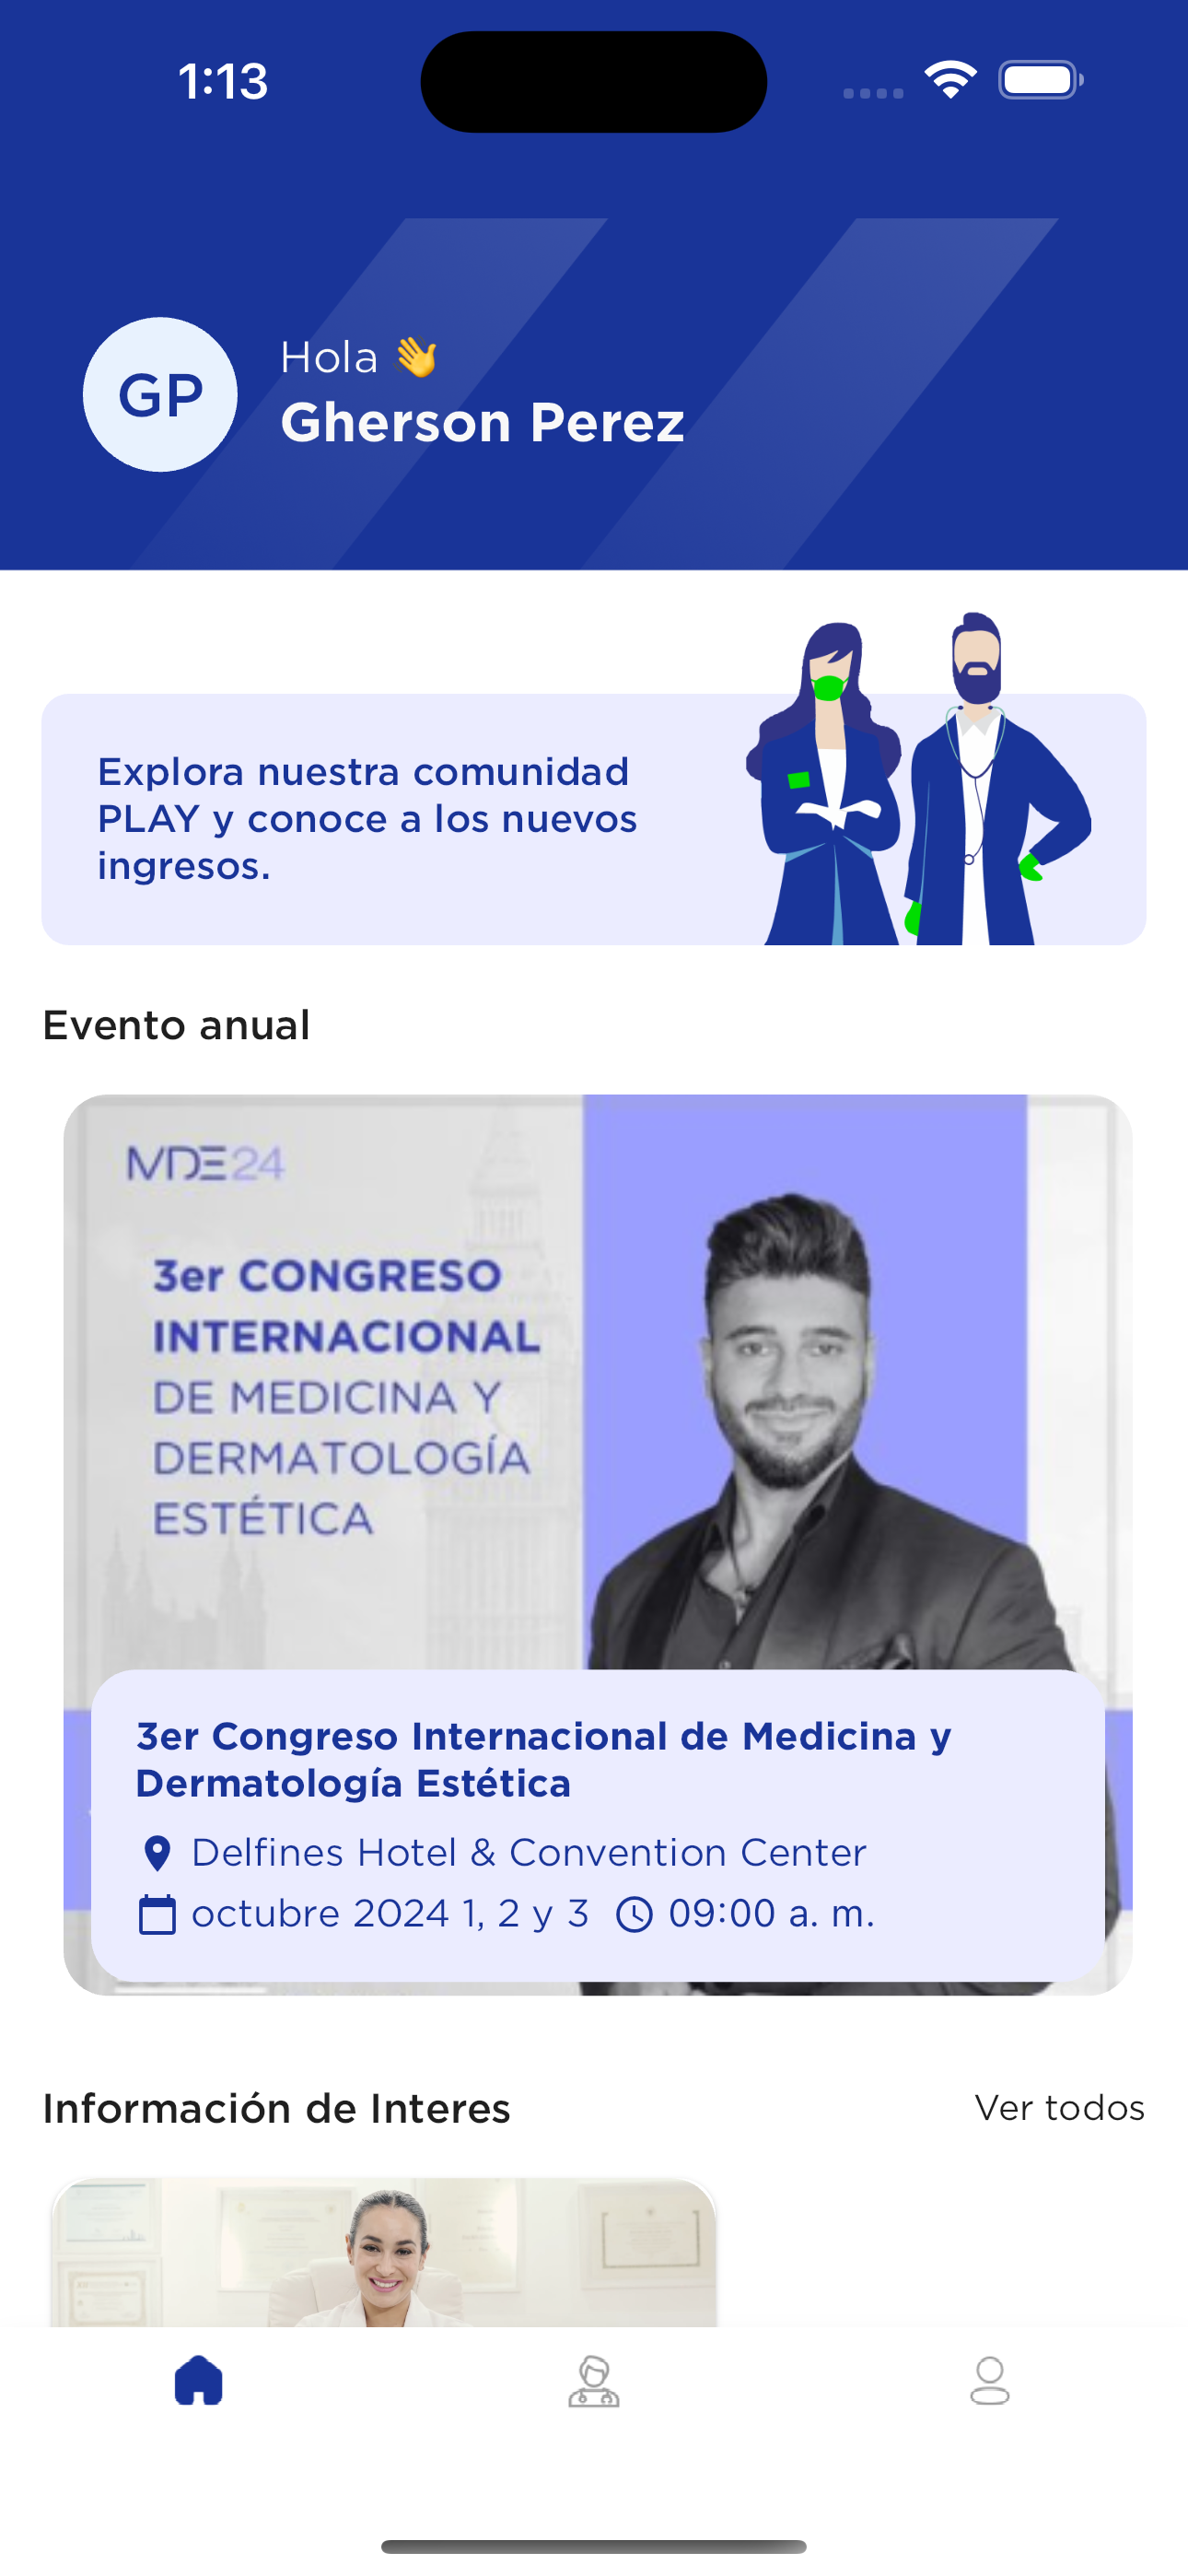 1:13
GP
Hola 👋
Gherson Perez
Explora nuestra comunidad
PLAY y conoce a los nuevos
ingresos.
Evento anual
MDE24
3er CONGRESO
INTERNACIONAL
DE MEDICINA Y
DERMATOLOGÍA
ESTÉTICA
3er Congreso Internacional de Medicina y
Dermatología Estética
Delfines Hotel & Convention Center
octubre 2024 1, 2 y 3 09:00 a. m.
Información de Interes Ver todos